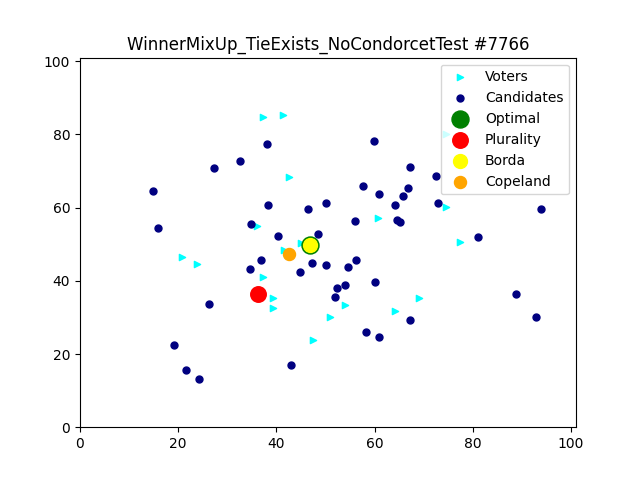 WinnerMixUp_TieExists_NoCondorcetTest #7766
100
80
60
40
20
0
0 20 40 60 80 100
Voters
Candidates
Optimal
Plurality
Borda
Copeland